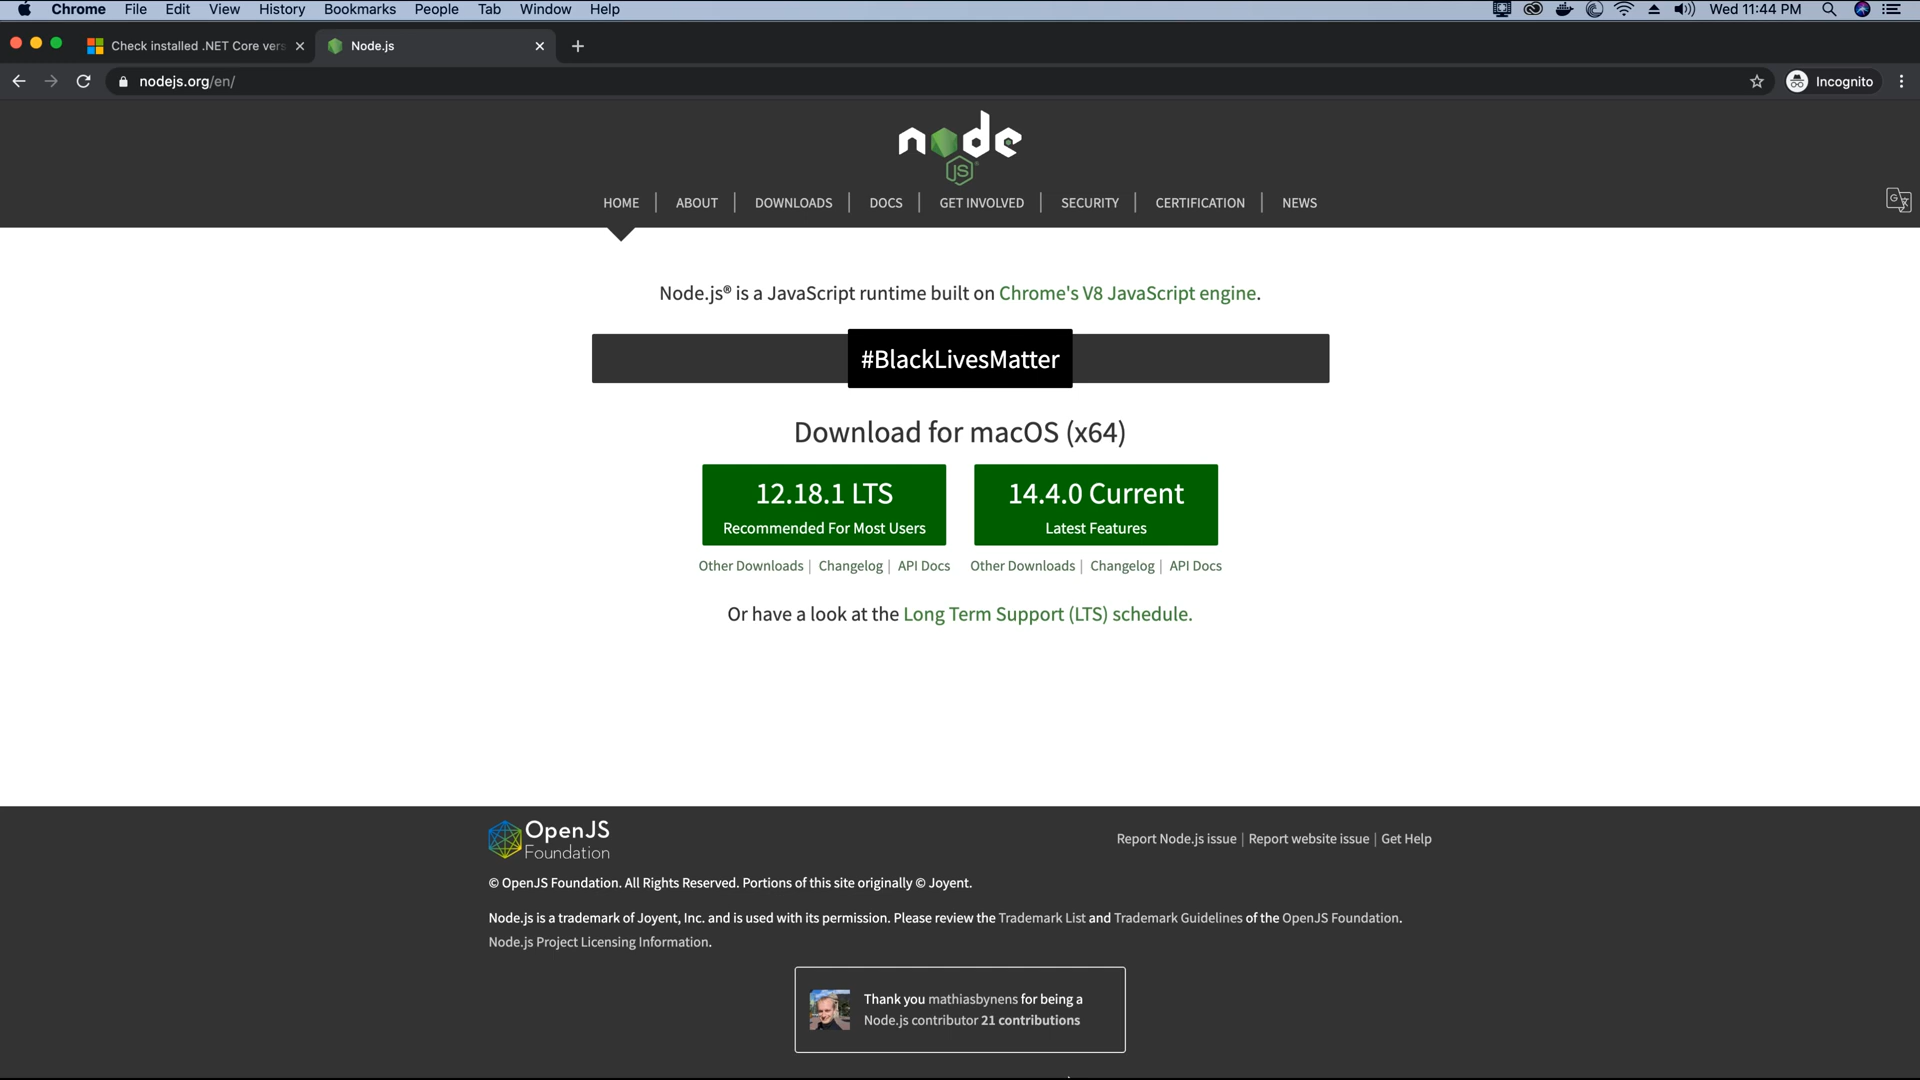 Chrome File Edit View History Bookmarks People Tab Window Help Wed 11:44 PM
Check installed .NET Core vers Node.js
nodejs.org/en/ Incognito
node
JS
HOME ABOUT DOWNLOADS DOCS GET INVOLVED SECURITY CERTIFICATION NEWS
Node.js® is a JavaScript runtime built on Chrome's V8 JavaScript engine.
#BlackLivesMatter
Download for macOS (x64)
12.18.1 LTS 14.4.0 Current
Recommended For Most Users Latest Features
Other Downloads | Changelog | API Docs Other Downloads | Changelog | API Docs
Or have a look at the Long Term Support (LTS) schedule.
OpenJS
Foundation
Report Node.js issue | Report website issue | Get Help
© OpenJS Foundation. All Rights Reserved. Portions of this site originally © Joyent.
Node.js is a trademark of Joyent, Inc. and is used with its permission. Please review the Trademark List and Trademark Guidelines of the OpenJS Foundation.
Node.js Project Licensing Information.
Thank you mathiasbynens for being a
Node.js contributor 21 contributions